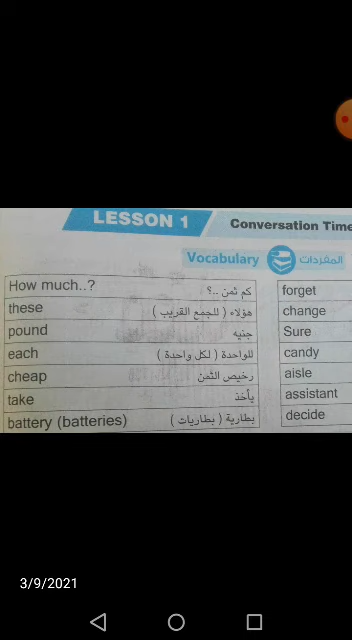 LESSON 1
Conversation Time
Vocabulary المفردات
How much..? كم ثمن ..؟
these هؤلاء ( للجمع القريب )
pound جنيه
each للواحدة ( لكل واحدة )
cheap رخيص الثمن
take يأخذ
battery (batteries) بطارية ( بطاريات )
forget
change
Sure
candy
aisle
assistant
decide
3/9/2021